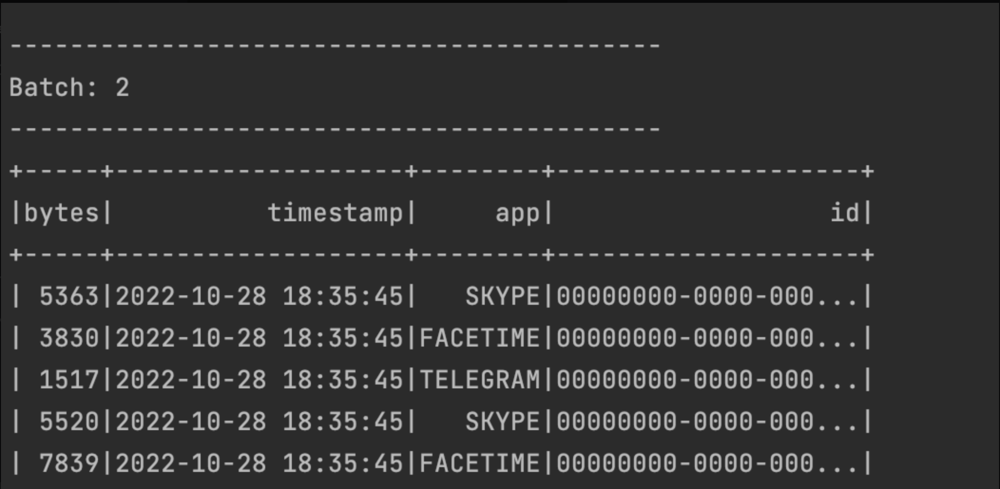 -------------------------------------------
Batch: 2
-------------------------------------------
+-----+-------------------+--------+--------------------+
|bytes|          timestamp|     app|                  id|
+-----+-------------------+--------+--------------------+
| 5363|2022-10-28 18:35:45|   SKYPE|00000000-0000-000...|
| 3830|2022-10-28 18:35:45|FACETIME|00000000-0000-000...|
| 1517|2022-10-28 18:35:45|TELEGRAM|00000000-0000-000...|
| 5520|2022-10-28 18:35:45|   SKYPE|00000000-0000-000...|
| 7839|2022-10-28 18:35:45|FACETIME|00000000-0000-000...|